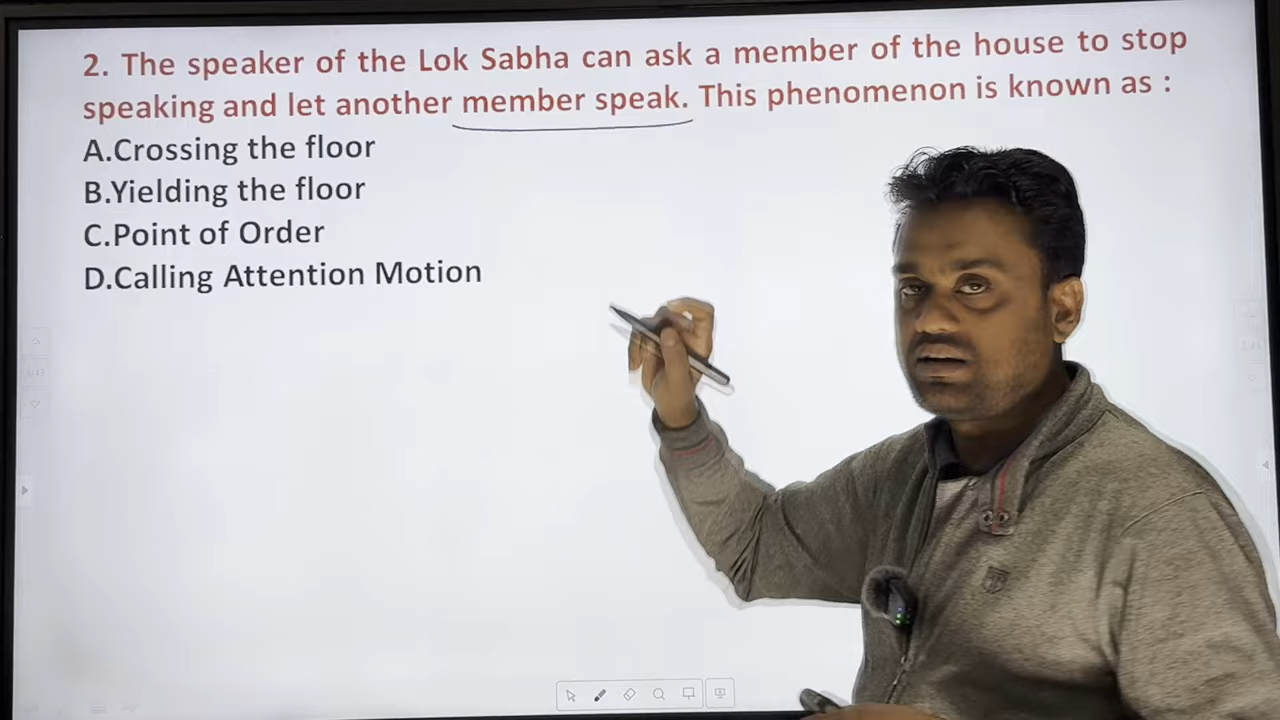 2. The speaker of the Lok Sabha can ask a member of the house to stop
speaking and let another member speak. This phenomenon is known as :
A.Crossing the floor
B.Yielding the floor
C.Point of Order
D.Calling Attention Motion